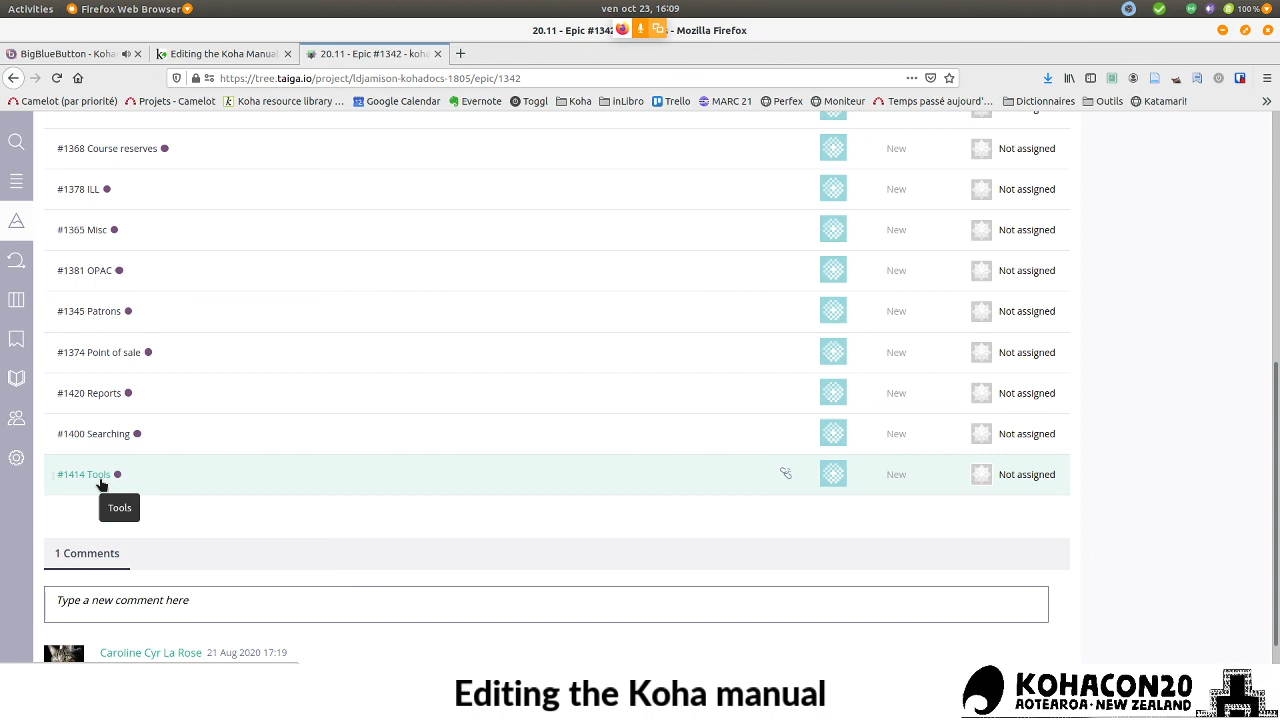 Activities Firefox Web Browser ven oct 23, 16:09 100 %
20.11 - Epic #1342 - Mozilla Firefox
BigBlueButton - Koha Editing the Koha Manual 20.11 - Epic #1342 - koha
https://tree.taiga.io/project/ldjamison-kohadocs-1805/epic/1342
Camelot (par priorité) Projets - Camelot Koha resource library ... Google Calendar Evernote Toggl Koha inLibro Trello MARC 21 Perfex Moniteur Temps passé aujourd'... Dictionnaires Outils Katamari!
#1368 Course reserves New Not assigned
#1378 ILL New Not assigned
#1365 Misc New Not assigned
#1381 OPAC New Not assigned
#1345 Patrons New Not assigned
#1374 Point of sale New Not assigned
#1420 Reports New Not assigned
#1400 Searching New Not assigned
#1414 Tools New Not assigned
Tools
1 Comments
Type a new comment here
Caroline Cyr La Rose 21 Aug 2020 17:19
Editing the Koha manual
KOHACON20
AOTEAROA · NEW ZEALAND